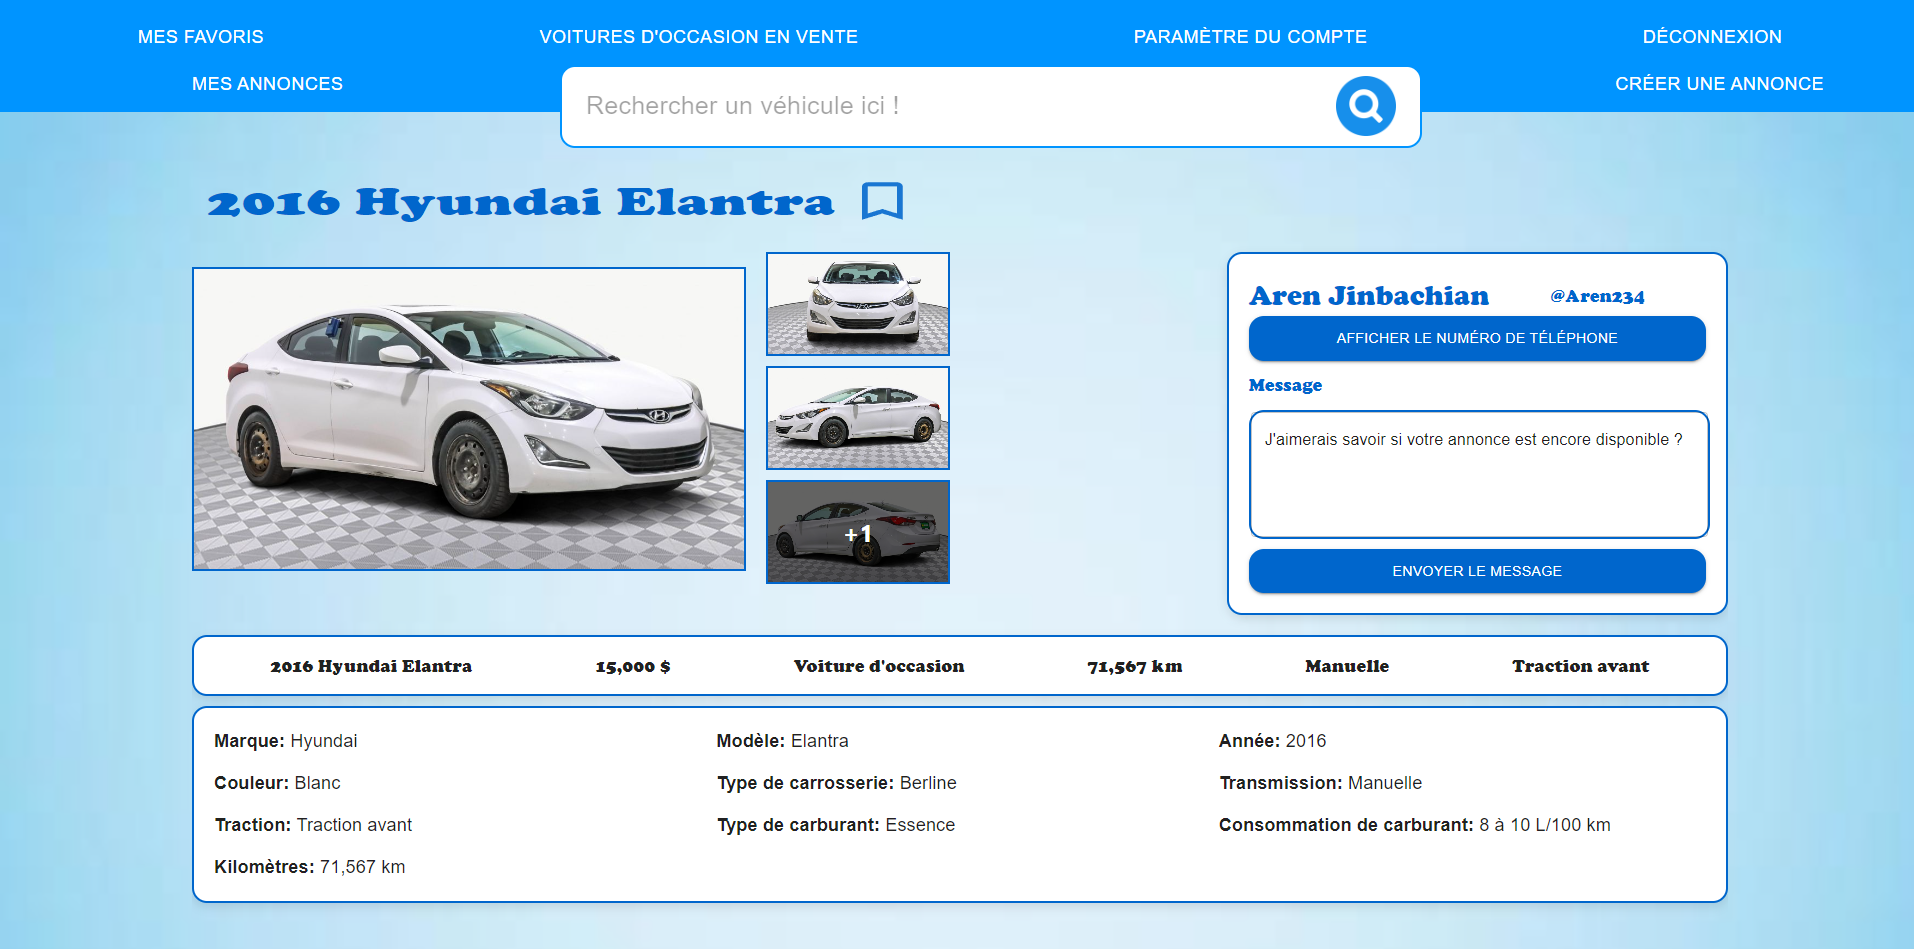 MES FAVORIS VOITURES D'OCCASION EN VENTE PARAMÈTRE DU COMPTE DÉCONNEXION
MES ANNONCES CRÉER UNE ANNONCE
Rechercher un véhicule ici !
2016 Hyundai Elantra
+1
Aren Jinbachian @Aren234
AFFICHER LE NUMÉRO DE TÉLÉPHONE
Message
J'aimerais savoir si votre annonce est encore disponible ?
ENVOYER LE MESSAGE
2016 Hyundai Elantra 15,000 $ Voiture d'occasion 71,567 km Manuelle Traction avant
Marque: Hyundai Modèle: Elantra Année: 2016
Couleur: Blanc Type de carrosserie: Berline Transmission: Manuelle
Traction: Traction avant Type de carburant: Essence Consommation de carburant: 8 à 10 L/100 km
Kilomètres: 71,567 km